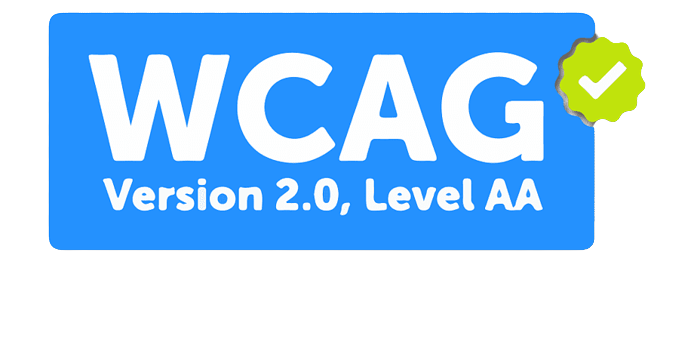 WCAG
Version 2.0, Level AA